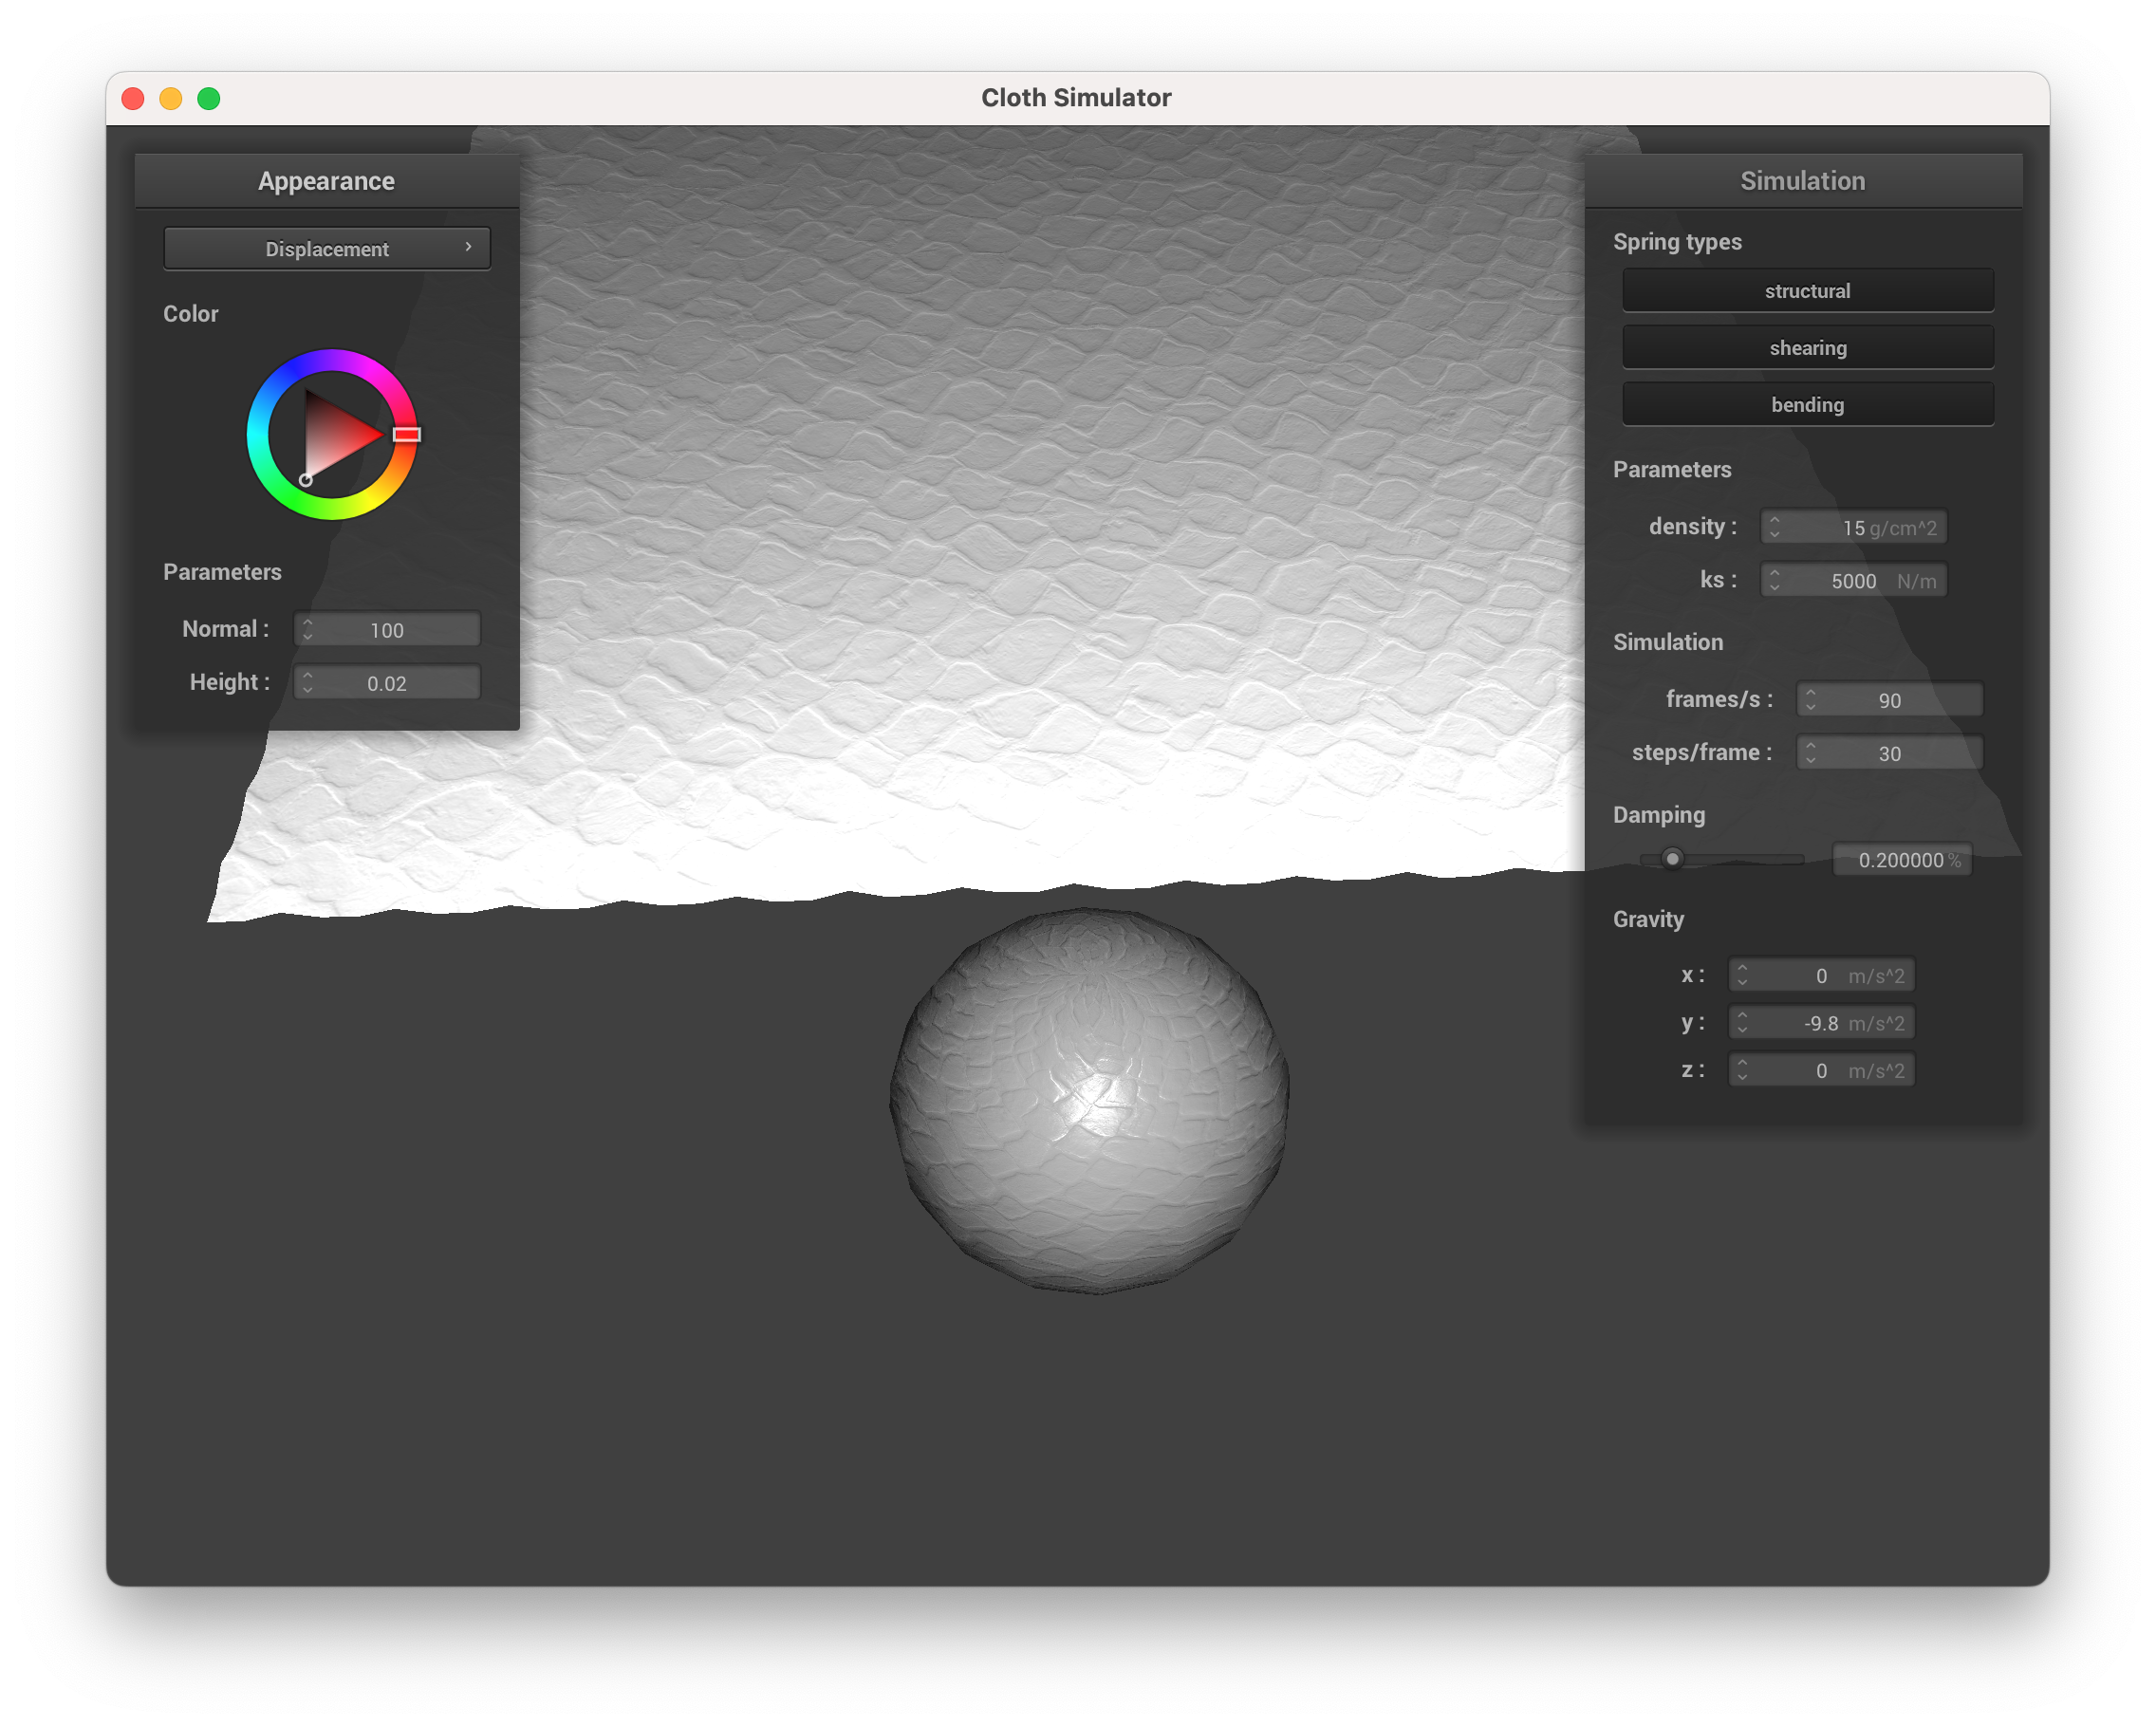 Cloth Simulator
Appearance
Displacement
Color
Parameters
Normal : 100
Height : 0.02
Simulation
Spring types
structural
shearing
bending
Parameters
density : 15 g/cm^2
ks : 5000 N/m
Simulation
frames/s : 90
steps/frame : 30
Damping
0.200000 %
Gravity
x : 0 m/s^2
y : -9.8 m/s^2
z : 0 m/s^2